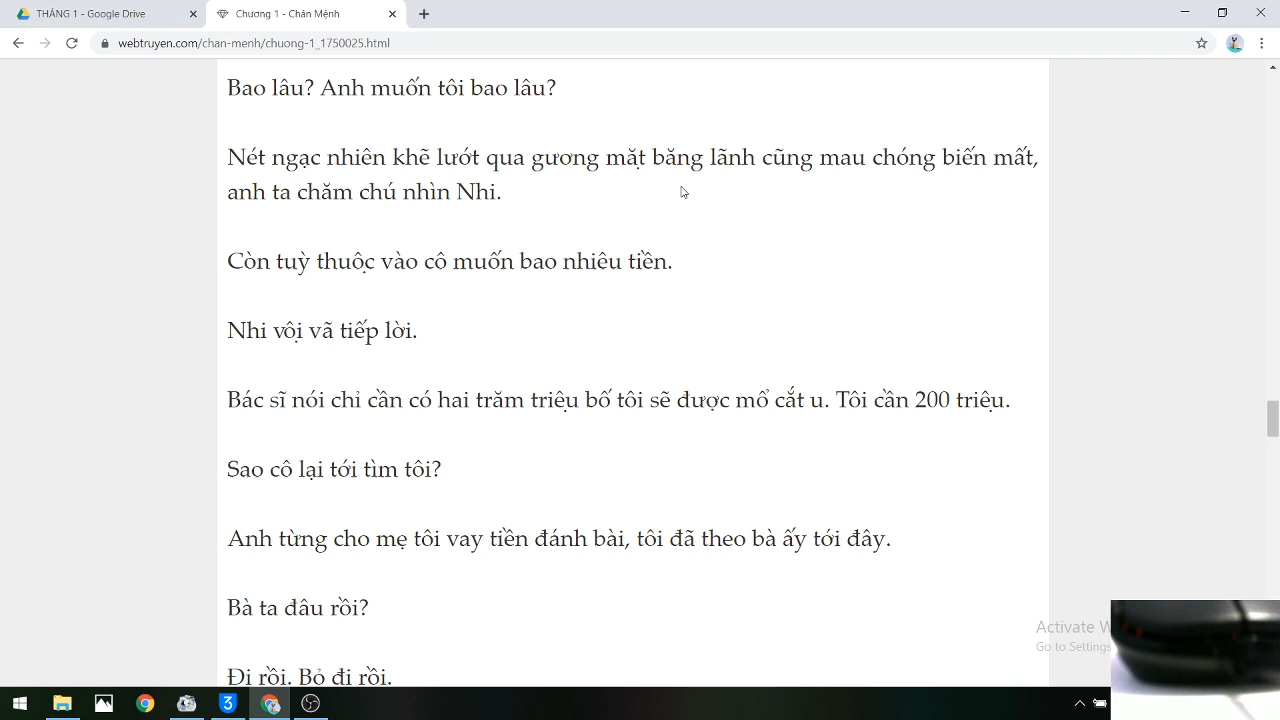 THÁNG 1 - Google Drive
Chương 1 - Chân Mệnh
webtruyen.com/chan-menh/chuong-1_1750025.html
Bao lâu? Anh muốn tôi bao lâu?
Nét ngạc nhiên khẽ lướt qua gương mặt băng lãnh cũng mau chóng biến mất,
anh ta chăm chú nhìn Nhi.
Còn tuỳ thuộc vào cô muốn bao nhiêu tiền.
Nhi vội vã tiếp lời.
Bác sĩ nói chỉ cần có hai trăm triệu bố tôi sẽ được mổ cắt u. Tôi cần 200 triệu.
Sao cô lại tới tìm tôi?
Anh từng cho mẹ tôi vay tiền đánh bài, tôi đã theo bà ấy tới đây.
Bà ta đâu rồi?
Đi rồi. Bỏ đi rồi.
Activate W
Go to Settings